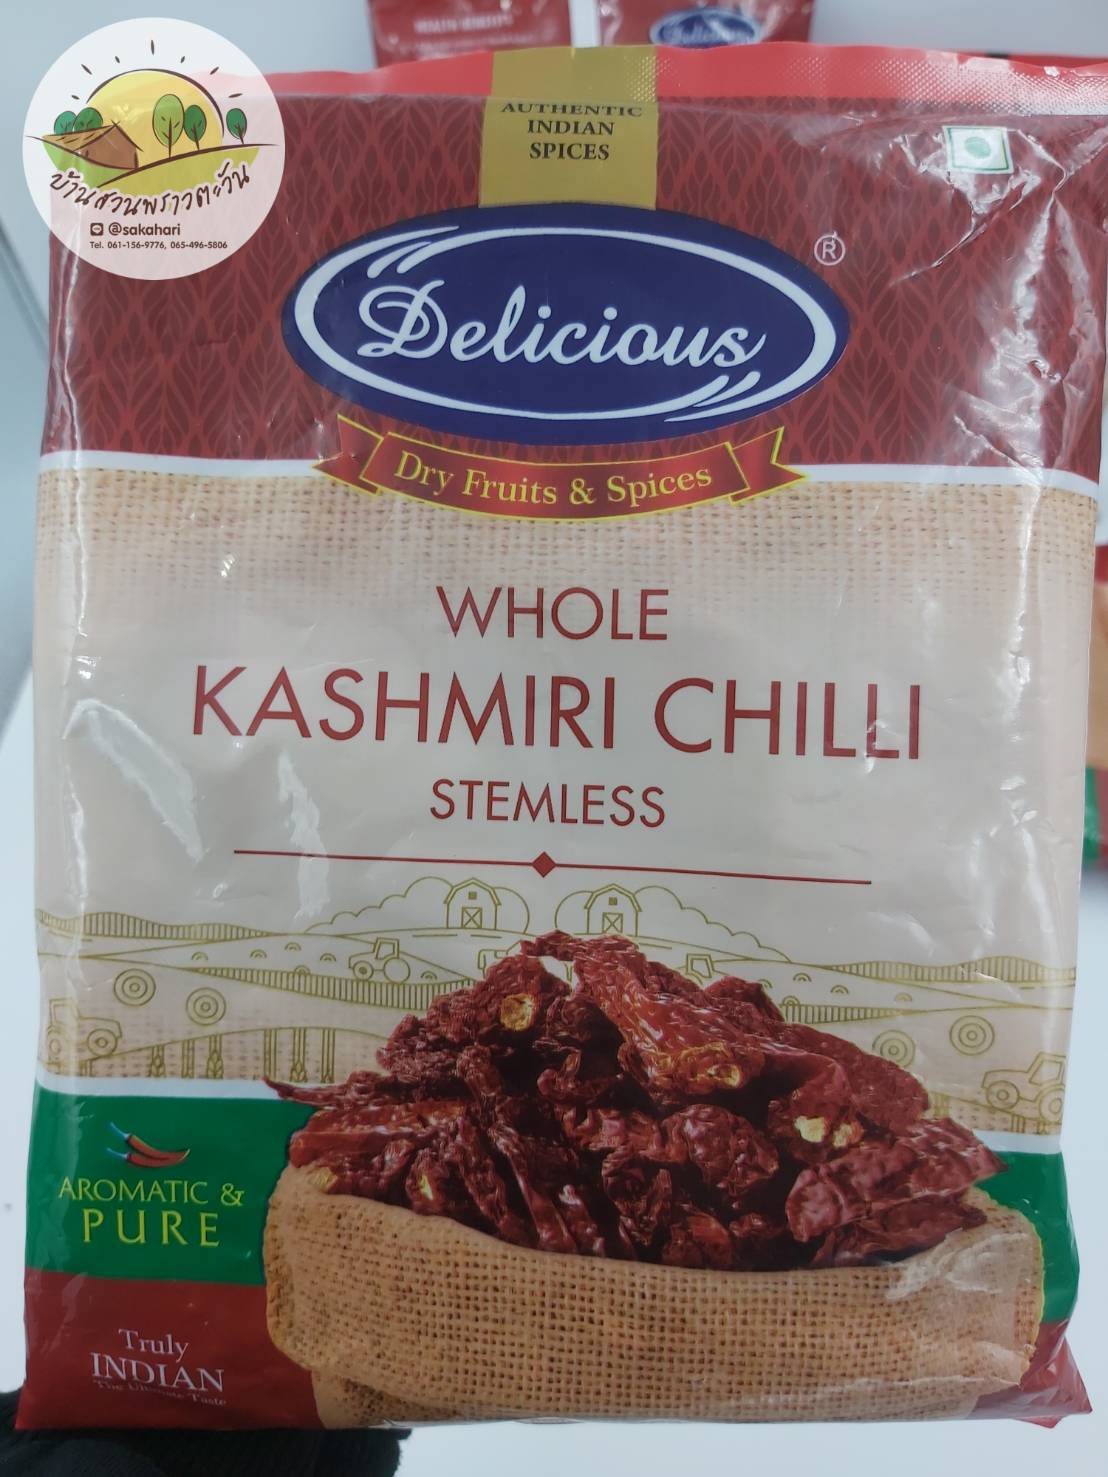 บ้านสวนพราวตะวัน
@sakahari
Tel. 061-156-9776, 065-496-5806
Delicious
AUTHENTIC
INDIAN
SPICES
Delicious
®
Dry Fruits & Spices
WHOLE
KASHMIRI CHILLI
STEMLESS
AROMATIC &
PURE
Truly
INDIAN
The Ultimate Taste